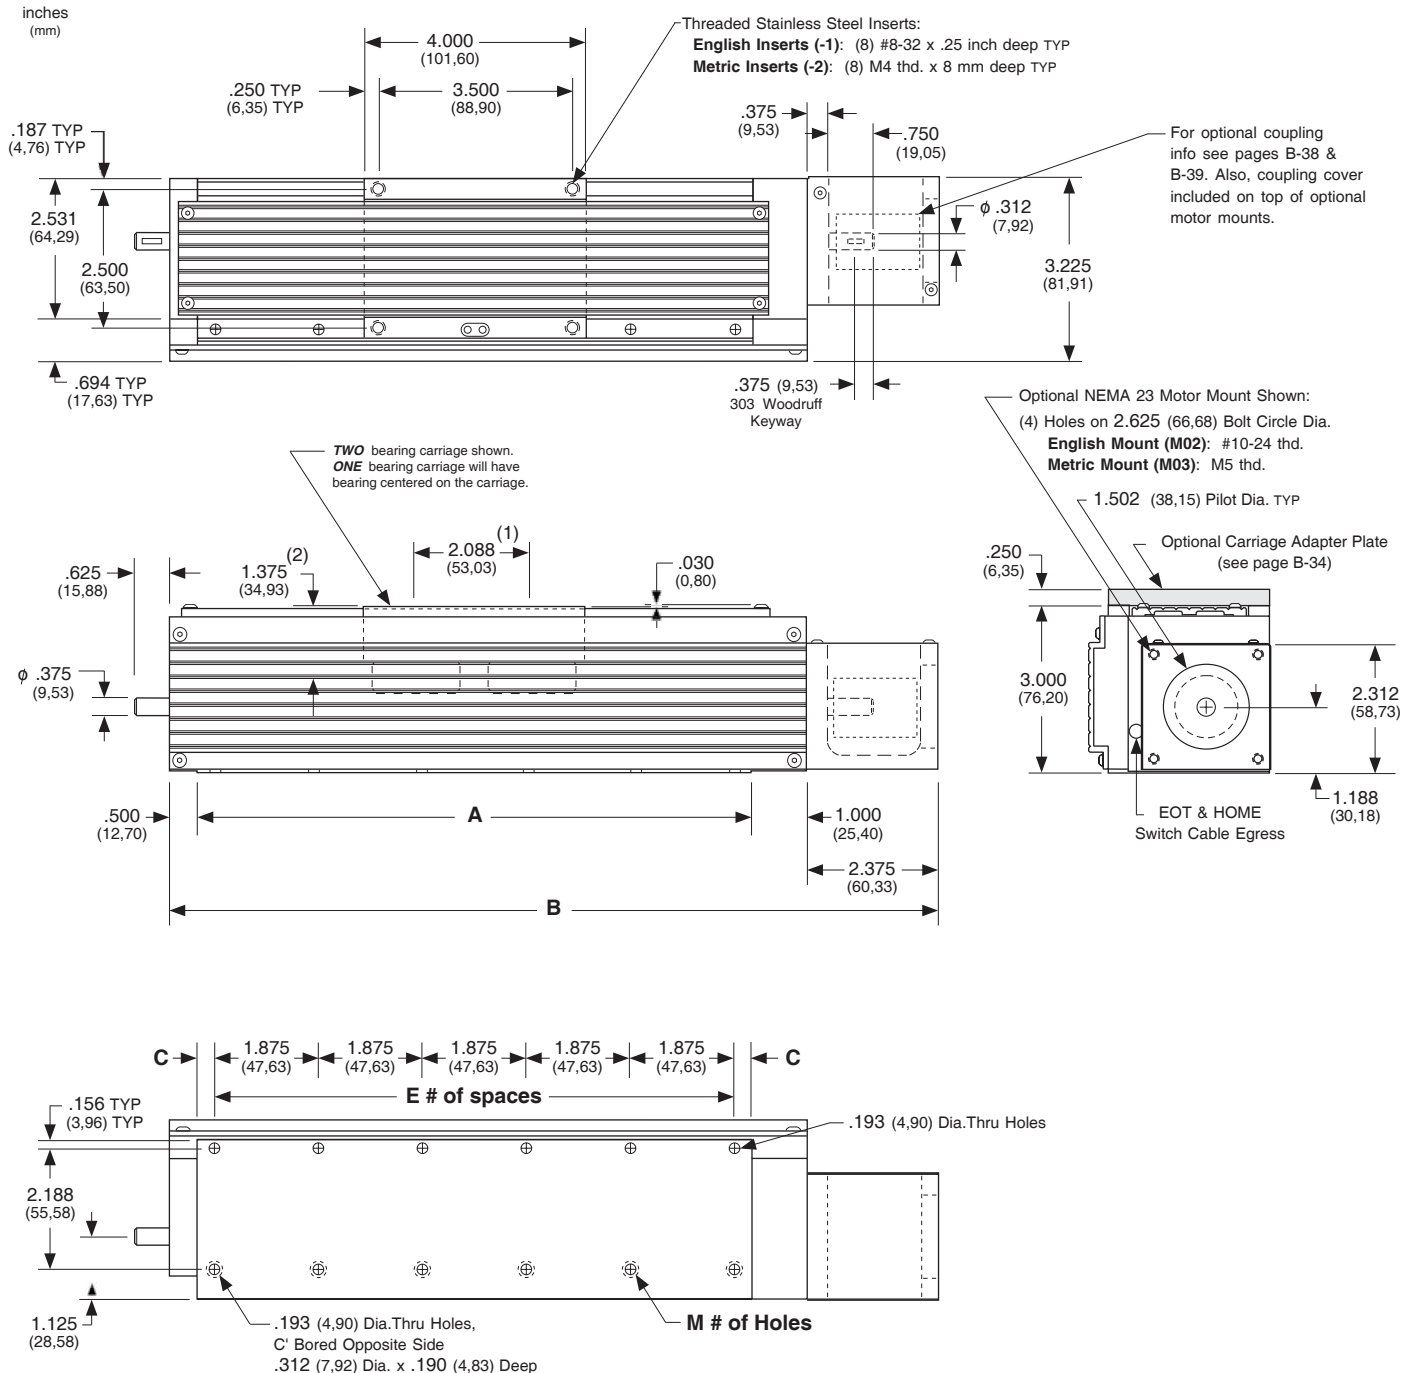 inches
(mm)
Threaded Stainless Steel Inserts:
English Inserts (-1): (8) #8-32 x .25 inch deep TYP
Metric Inserts (-2): (8) M4 thd. x 8 mm deep TYP
4.000
(101,60)
.250 TYP
(6,35) TYP
3.500
(88,90)
.375
(9,53)
.750
(19,05)
.187 TYP
(4,76) TYP
For optional coupling
info see pages B-38 &
B-39. Also, coupling cover
included on top of optional
motor mounts.
2.531
(64,29)
2.500
(63,50)
ϕ .312
(7,92)
3.225
(81,91)
.694 TYP
(17,63) TYP
.375 (9,53)
303 Woodruff
Keyway
Optional NEMA 23 Motor Mount Shown:
(4) Holes on 2.625 (66,68) Bolt Circle Dia.
English Mount (M02): #10-24 thd.
Metric Mount (M03): M5 thd.
TWO bearing carriage shown.
ONE bearing carriage will have
bearing centered on the carriage.
1.502 (38,15) Pilot Dia. TYP
Optional Carriage Adapter Plate
(see page B-34)
.625
(15,88)
(2)
1.375
(34,93)
(1)
2.088
(53,03)
.030
(0,80)
.250
(6,35)
ϕ .375
(9,53)
3.000
(76,20)
2.312
(58,73)
1.188
(30,18)
.500
(12,70)
A
1.000
(25,40)
EOT & HOME
Switch Cable Egress
2.375
(60,33)
B
C
1.875
(47,63)
1.875
(47,63)
1.875
(47,63)
1.875
(47,63)
1.875
(47,63)
C
E # of spaces
.156 TYP
(3,96) TYP
.193 (4,90) Dia.Thru Holes
2.188
(55,58)
1.125
(28,58)
.193 (4,90) Dia.Thru Holes,
C' Bored Opposite Side
.312 (7,92) Dia. x .190 (4,83) Deep
M # of Holes